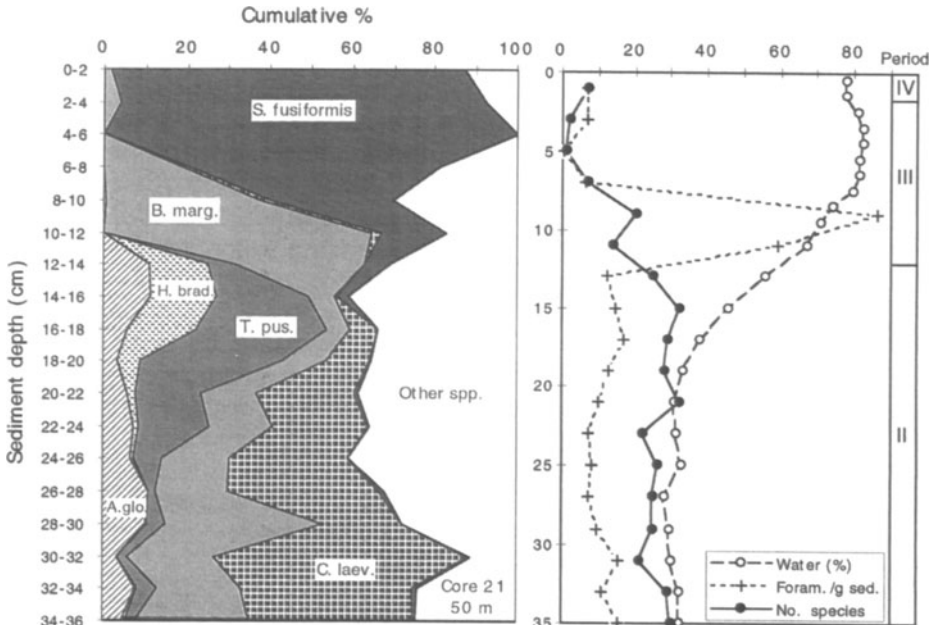 Cumulative %
0 20 40 60 80 100
0 20 40 60 80 Period
Sediment depth (cm)
0-2
2-4
4-6
6-8
8-10
10-12
12-14
14-16
16-18
18-20
20-22
22-24
24-26
26-28
28-30
30-32
32-34
34-36
S. fusiformis
B. marg.
H. brad.
T. pus.
Other spp.
A.glo.
C. laev.
Core 21
50 m
0
5
10
15
20
25
30
35
IV
III
II
Water (%)
Foram./g sed.
No. species